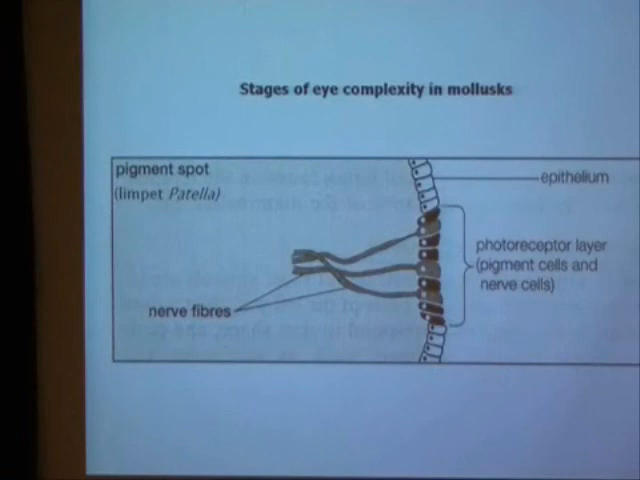 Stages of eye complexity in mollusks
pigment spot
(limpet Patella)
epithelium
photoreceptor layer
(pigment cells and
nerve cells)
nerve fibres